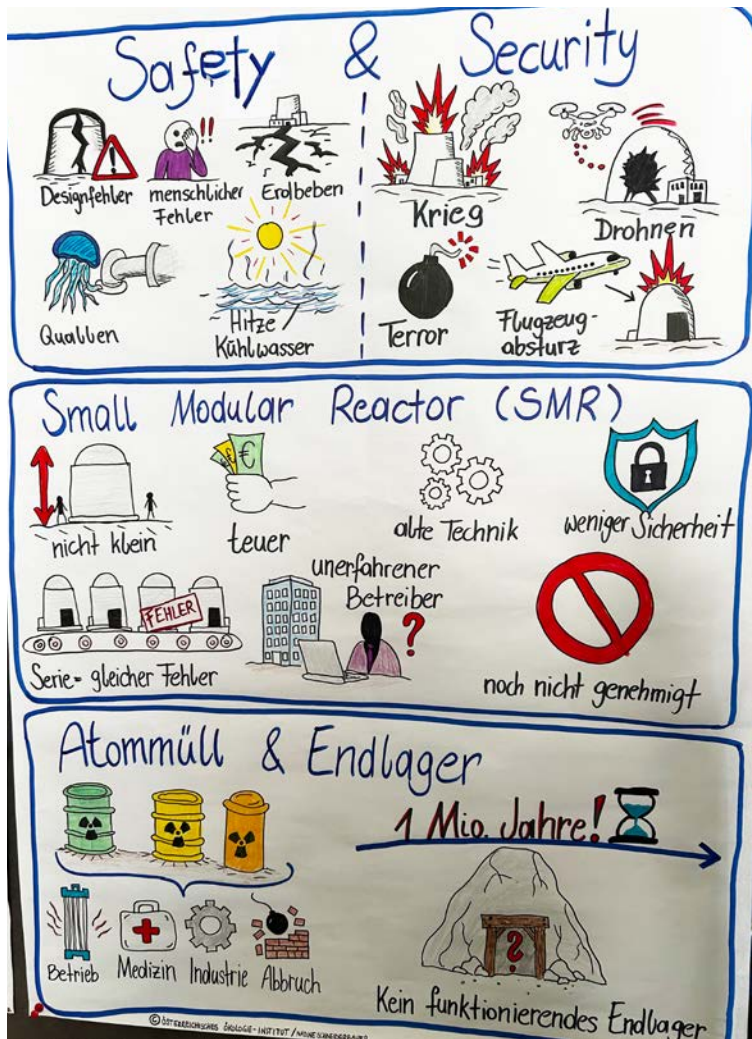 Safety & Security
Designfehler
menschlicher
Fehler
Erdbeben
Quallen
Hitze /
Kühlwasser
Krieg
Drohnen
Terror
Flugzeug-
absturz
Small Modular Reactor (SMR)
nicht klein
€ €
teuer
alte Technik
weniger Sicherheit
FEHLER
Serie = gleicher Fehler
unerfahrener
Betreiber
?
noch nicht genehmigt
Atommüll & Endlager
1 Mio. Jahre!
Betrieb
Medizin
Industrie
Abbruch
?
Kein funktionierendes Endlager
© ÖSTERREICHISCHES ÖKOLOGIE-INSTITUT /